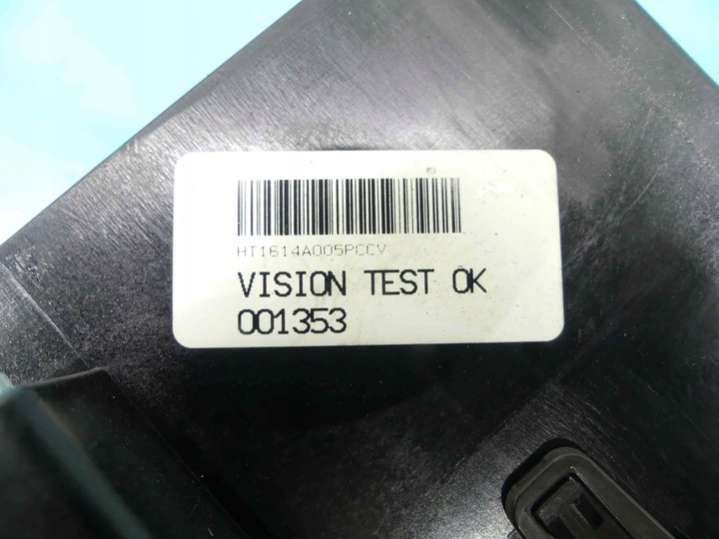 HT1614A005PCCV
VISION TEST OK
001353